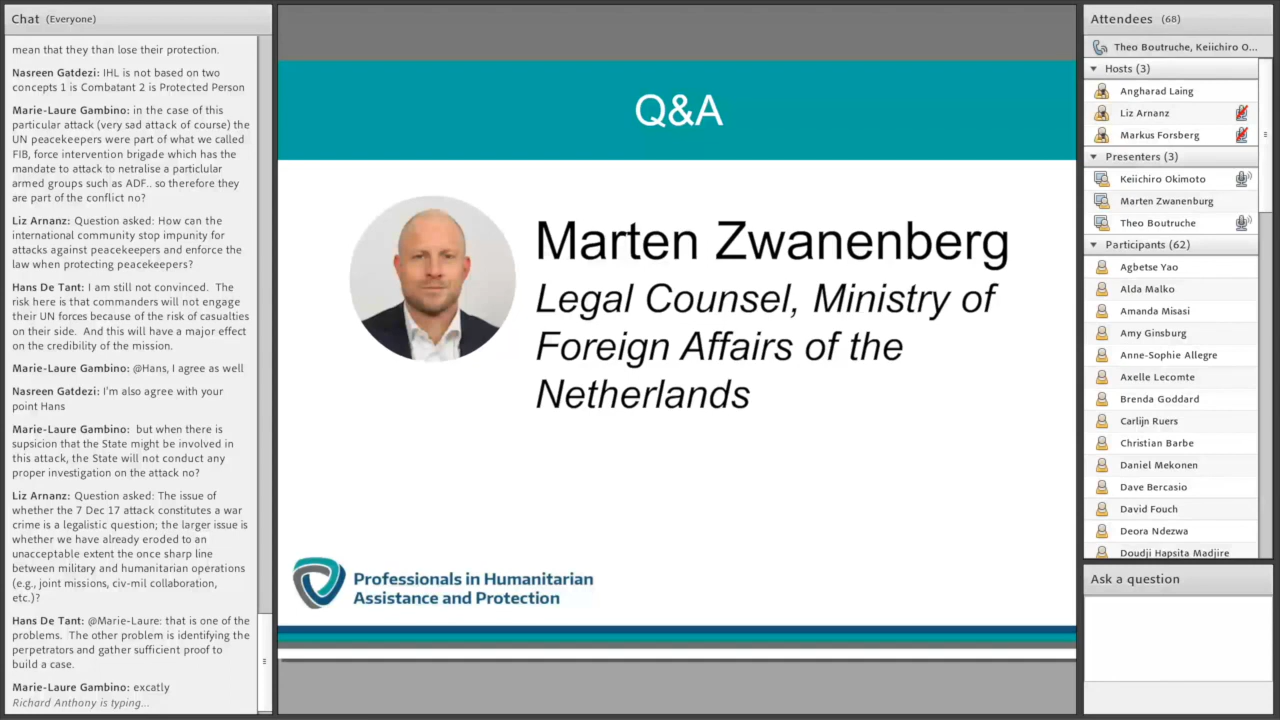 Chat (Everyone)
mean that they than lose their protection.
Nasreen Gatdezi: IHL is not based on two
concepts 1 is Combatant 2 is Protected Person
Marie-Laure Gambino: in the case of this
particular attack (very sad attack of course) the
UN peacekeepers were part of what we called
FIB, force intervention brigade which has the
mandate to attack to netralise a particlular
armed groups such as ADF.. so therefore they
are part of the conflict no?
Liz Arnanz: Question asked: How can the
international community stop impunity for
attacks against peacekeepers and enforce the
law when protecting peacekeepers?
Hans De Tant: I am still not convinced. The
risk here is that commanders will not engage
their UN forces because of the risk of casualties
on their side. And this will have a major effect
on the credibility of the mission.
Marie-Laure Gambino: @Hans, I agree as well
Nasreen Gatdezi: I'm also agree with your
point Hans
Marie-Laure Gambino: but when there is
supsicion that the State might be involved in
this attack, the State will not conduct any
proper investigation on the attack no?
Liz Arnanz: Question asked: The issue of
whether the 7 Dec 17 attack constitutes a war
crime is a legalistic question; the larger issue is
whether we have already eroded to an
unacceptable extent the once sharp line
between military and humanitarian operations
(e.g., joint missions, civ-mil collaboration,
etc.)?
Hans De Tant: @Marie-Laure: that is one of the
problems. The other problem is identifying the
perpetrators and gather sufficient proof to
build a case.
Marie-Laure Gambino: excatly
Richard Anthony is typing...
Q&A
Marten Zwanenberg
Legal Counsel, Ministry of
Foreign Affairs of the
Netherlands
Professionals in Humanitarian
Assistance and Protection
Attendees (68)
Theo Boutruche, Keiichiro O...
Hosts (3)
Angharad Laing
Liz Arnanz
Markus Forsberg
Presenters (3)
Keiichiro Okimoto
Marten Zwanenburg
Theo Boutruche
Participants (62)
Agbetse Yao
Alda Malko
Amanda Misasi
Amy Ginsburg
Anne-Sophie Allegre
Axelle Lecomte
Brenda Goddard
Carlijn Ruers
Christian Barbe
Daniel Mekonen
Dave Bercasio
David Fouch
Deora Ndezwa
Doudji Hapsita Madjire
Ask a question